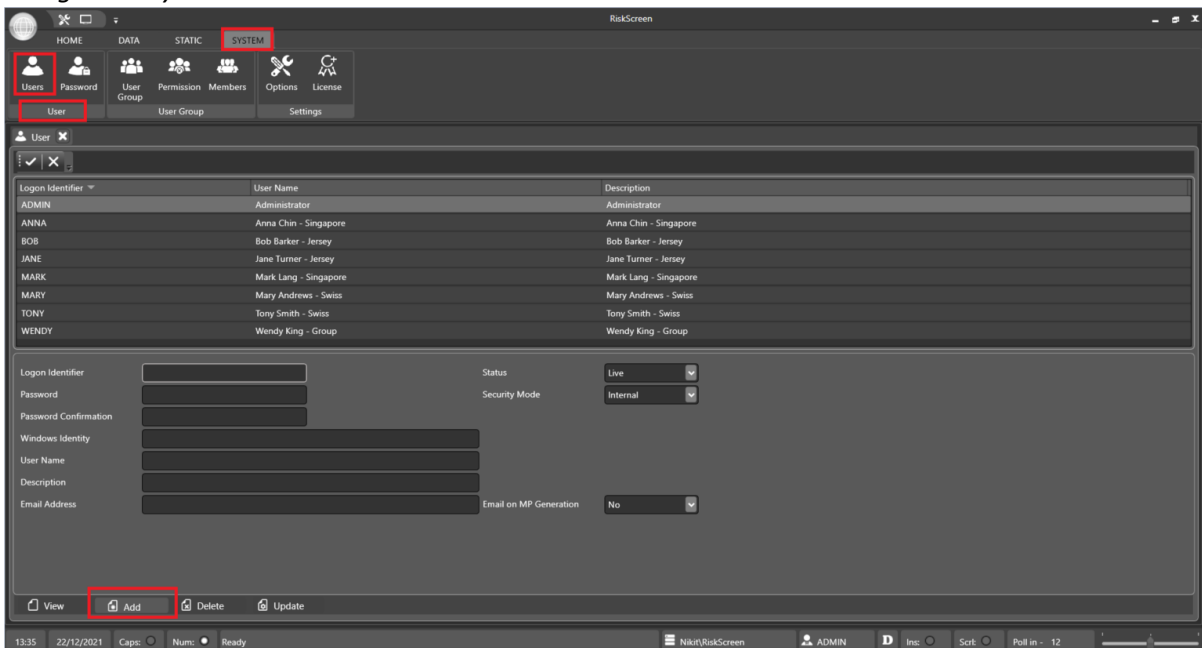 RiskScreen
HOME DATA STATIC SYSTEM
Users Password User Group Permission Members Options License
User User Group Settings
User
Logon Identifier User Name Description
ADMIN Administrator Administrator
ANNA Anna Chin - Singapore Anna Chin - Singapore
BOB Bob Barker - Jersey Bob Barker - Jersey
JANE Jane Turner - Jersey Jane Turner - Jersey
MARK Mark Lang - Singapore Mark Lang - Singapore
MARY Mary Andrews - Swiss Mary Andrews - Swiss
TONY Tony Smith - Swiss Tony Smith - Swiss
WENDY Wendy King - Group Wendy King - Group
Logon Identifier Status Live
Password Security Mode Internal
Password Confirmation
Windows Identity
User Name
Description
Email Address Email on MP Generation No
View Add Delete Update
13:35 22/12/2021 Caps: Num: Ready Nikit\RiskScreen ADMIN D Ins: Scrl: Poll in - 12